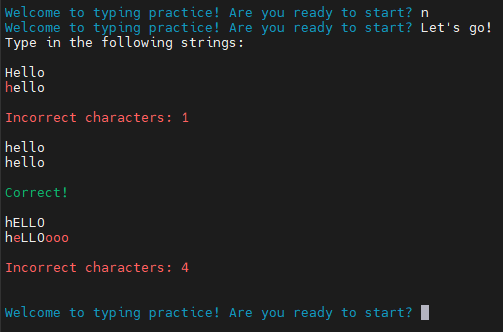 Welcome to typing practice! Are you ready to start? n
Welcome to typing practice! Are you ready to start? Let's go!
Type in the following strings:
Hello
hello
Incorrect characters: 1
hello
hello
Correct!
hELLO
heLLOooo
Incorrect characters: 4
Welcome to typing practice! Are you ready to start?